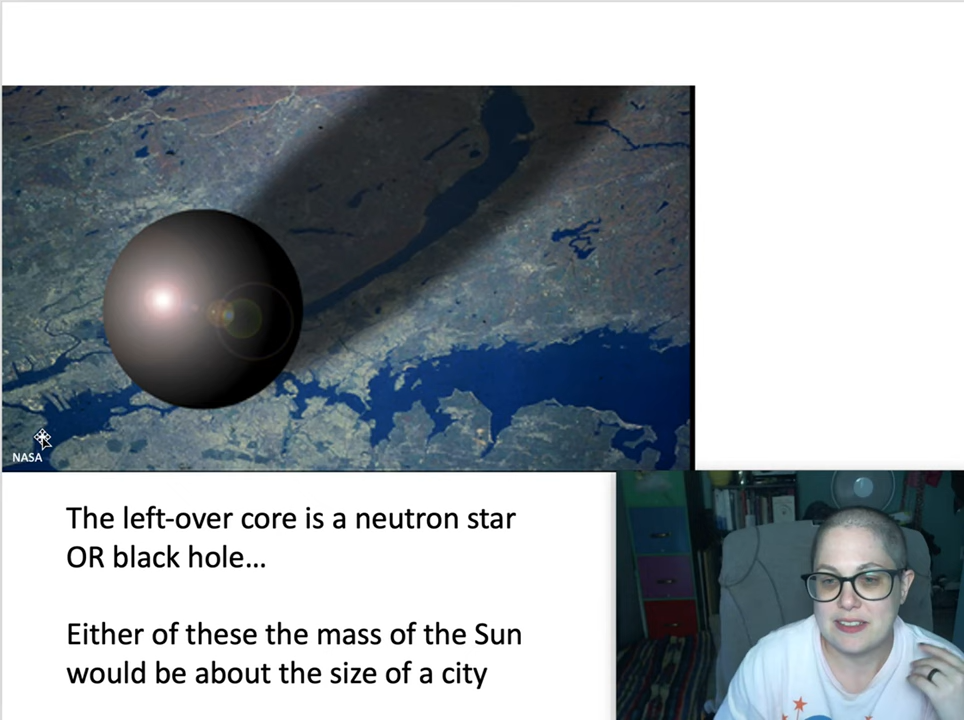 NASA
The left-over core is a neutron star
OR black hole...
Either of these the mass of the Sun
would be about the size of a city